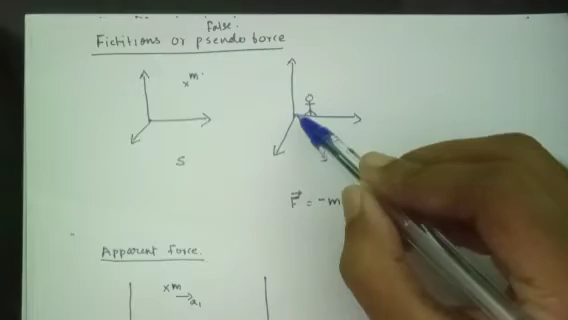 false.
Fictitions or pseudo force
x m
S
F = -m
Apparent force.
x m
a₁